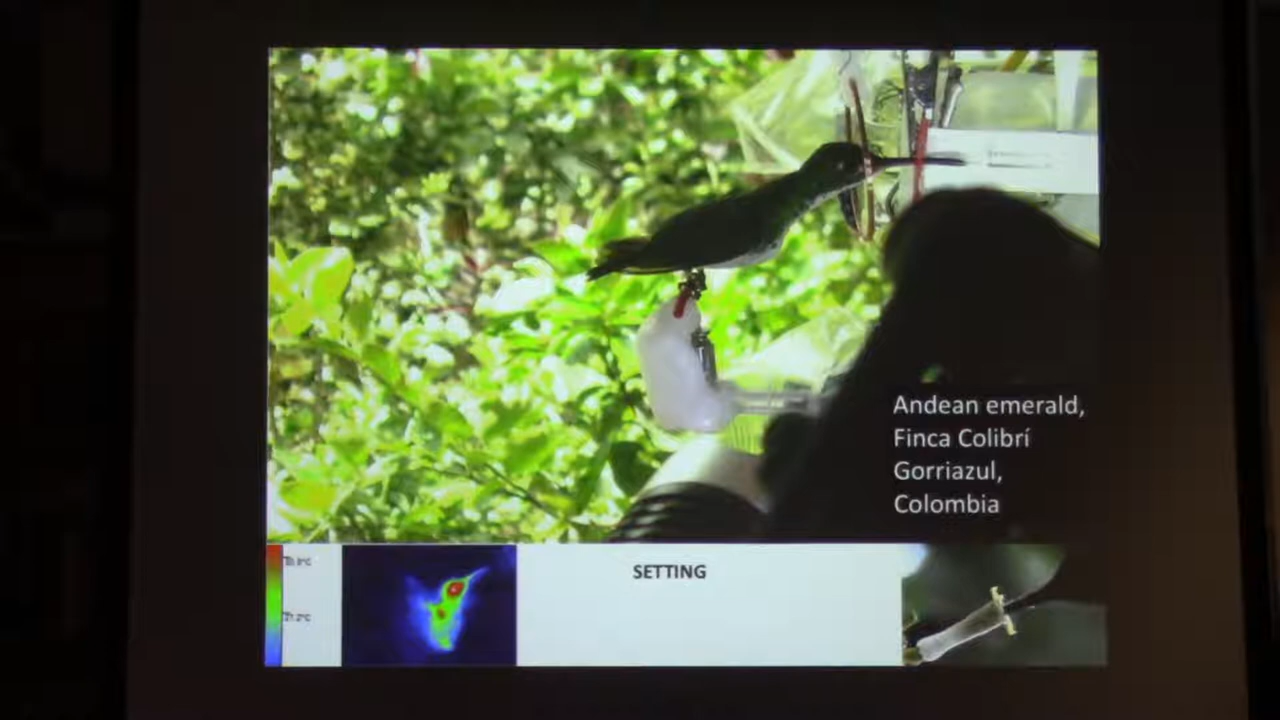 Andean emerald,
Finca Colibrí
Gorriazul,
Colombia
SETTING